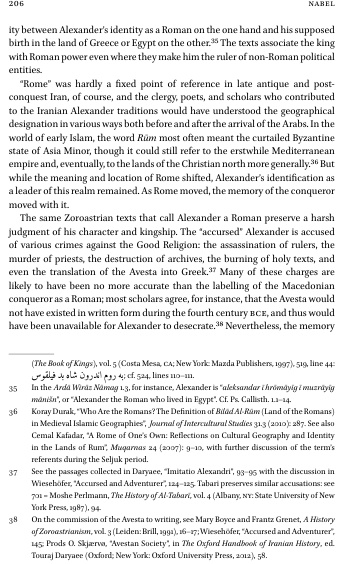 206 NABEL
ity between Alexander's identity as a Roman on the one hand and his supposed
birth in the land of Greece or Egypt on the other.35 The texts associate the king
with Roman power even where they make him the ruler of non-Roman political
entities.
"Rome" was hardly a fixed point of reference in late antique and post-
conquest Iran, of course, and the clergy, poets, and scholars who contributed
to the Iranian Alexander traditions would have understood the geographical
designation in various ways both before and after the arrival of the Arabs. In the
world of early Islam, the word Rūm most often meant the curtailed Byzantine
state of Asia Minor, though it could still refer to the erstwhile Mediterranean
empire and, eventually, to the lands of the Christian north more generally.36 But
while the meaning and location of Rome shifted, Alexander's identification as
a leader of this realm remained. As Rome moved, the memory of the conqueror
moved with it.
The same Zoroastrian texts that call Alexander a Roman preserve a harsh
judgment of his character and kingship. The "accursed" Alexander is accused
of various crimes against the Good Religion: the assassination of rulers, the
murder of priests, the destruction of archives, the burning of holy texts, and
even the translation of the Avesta into Greek.37 Many of these charges are
likely to have been no more accurate than the labelling of the Macedonian
conqueror as a Roman; most scholars agree, for instance, that the Avesta would
not have existed in written form during the fourth century BCE, and thus would
have been unavailable for Alexander to desecrate.38 Nevertheless, the memory
(The Book of Kings), vol. 5 (Costa Mesa, CA; New York: Mazda Publishers, 1997), 519, line 44:
به روم اندرون شاه بد فیلقوس; cf. 524, lines 110–111.
35 In the Ardā Wirāz Nāmag 1.3, for instance, Alexander is "aleksandar ī hrōmāyīg ī muzrāyīg
mānišn", or "Alexander the Roman who lived in Egypt". Cf. Ps. Callisth. 1.1–14.
36 Koray Durak, "Who Are the Romans? The Definition of Bilād Al-Rūm (Land of the Romans)
in Medieval Islamic Geographies", Journal of Intercultural Studies 31.3 (2010): 287. See also
Cemal Kafadar, "A Rome of One's Own: Reflections on Cultural Geography and Identity
in the Lands of Rum", Muqarnas 24 (2007): 9–10, with further discussion of the term's
referents during the Seljuk period.
37 See the passages collected in Daryaee, "Imitatio Alexandri", 93–95 with the discussion in
Wiesehöfer, "Accursed and Adventurer", 124–125. Tabari preserves similar accusations: see
701 = Moshe Perlmann, The History of Al-Tabari, vol. 4 (Albany, NY: State University of New
York Press, 1987), 94.
38 On the commission of the Avesta to writing, see Mary Boyce and Frantz Grenet, A History
of Zoroastrianism, vol. 3 (Leiden: Brill, 1991), 16–17; Wiesehöfer, "Accursed and Adventurer",
145; Prods O. Skjærvø, "Avestan Society", in The Oxford Handbook of Iranian History, ed.
Touraj Daryaee (Oxford; New York: Oxford University Press, 2012), 58.